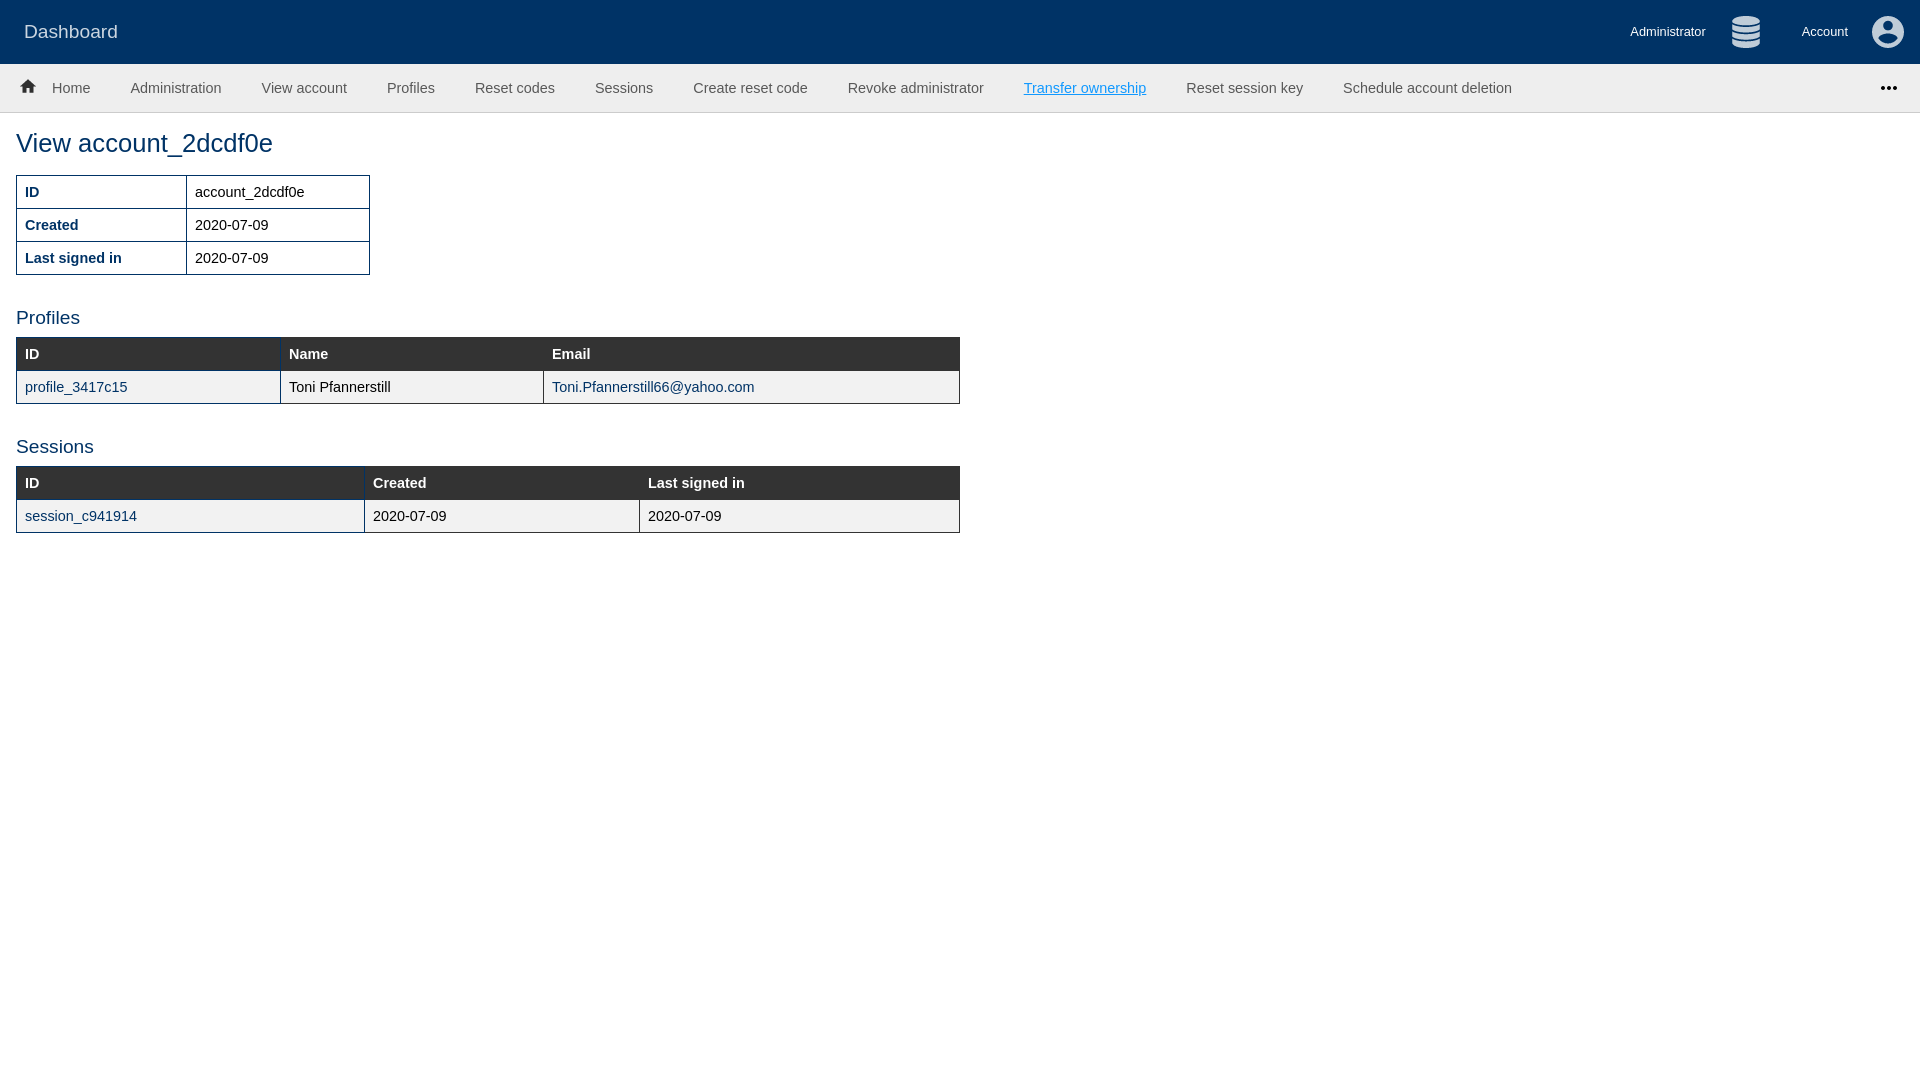 Dashboard
Administrator
Account
Home Administration View account Profiles Reset codes Sessions Create reset code Revoke administrator Transfer ownership Reset session key Schedule account deletion
View account_2dcdf0e
ID account_2dcdf0e
Created 2020-07-09
Last signed in 2020-07-09
Profiles
ID Name Email
profile_3417c15 Toni Pfannerstill Toni.Pfannerstill66@yahoo.com
Sessions
ID Created Last signed in
session_c941914 2020-07-09 2020-07-09